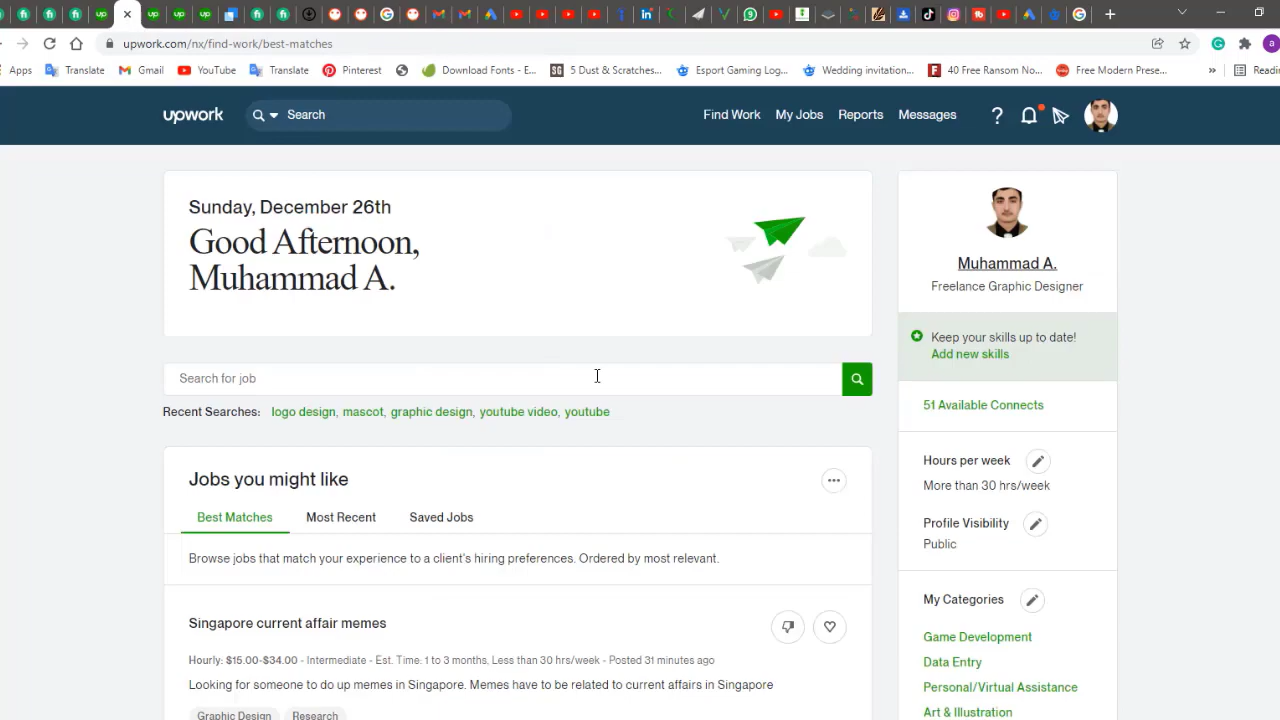 up up up up
9
upwork.com/nx/find-work/best-matches
a
Apps Translate Gmail YouTube Translate Pinterest Download Fonts - E... SG 5 Dust & Scratches... Esport Gaming Log... Wedding invitation... F 40 Free Ransom No... Free Modern Prese... » Readin
upwork Search Find Work My Jobs Reports Messages ?
Sunday, December 26th
Good Afternoon,
Muhammad A.
Muhammad A.
Freelance Graphic Designer
Keep your skills up to date!
Add new skills
Search for job
Recent Searches: logo design, mascot, graphic design, youtube video, youtube
51 Available Connects
Hours per week
More than 30 hrs/week
Profile Visibility
Public
Jobs you might like
Best Matches Most Recent Saved Jobs
Browse jobs that match your experience to a client's hiring preferences. Ordered by most relevant.
My Categories
Game Development
Data Entry
Personal/Virtual Assistance
Art & Illustration
Singapore current affair memes
Hourly: $15.00-$34.00 - Intermediate - Est. Time: 1 to 3 months, Less than 30 hrs/week - Posted 31 minutes ago
Looking for someone to do up memes in Singapore. Memes have to be related to current affairs in Singapore
Graphic Design Research